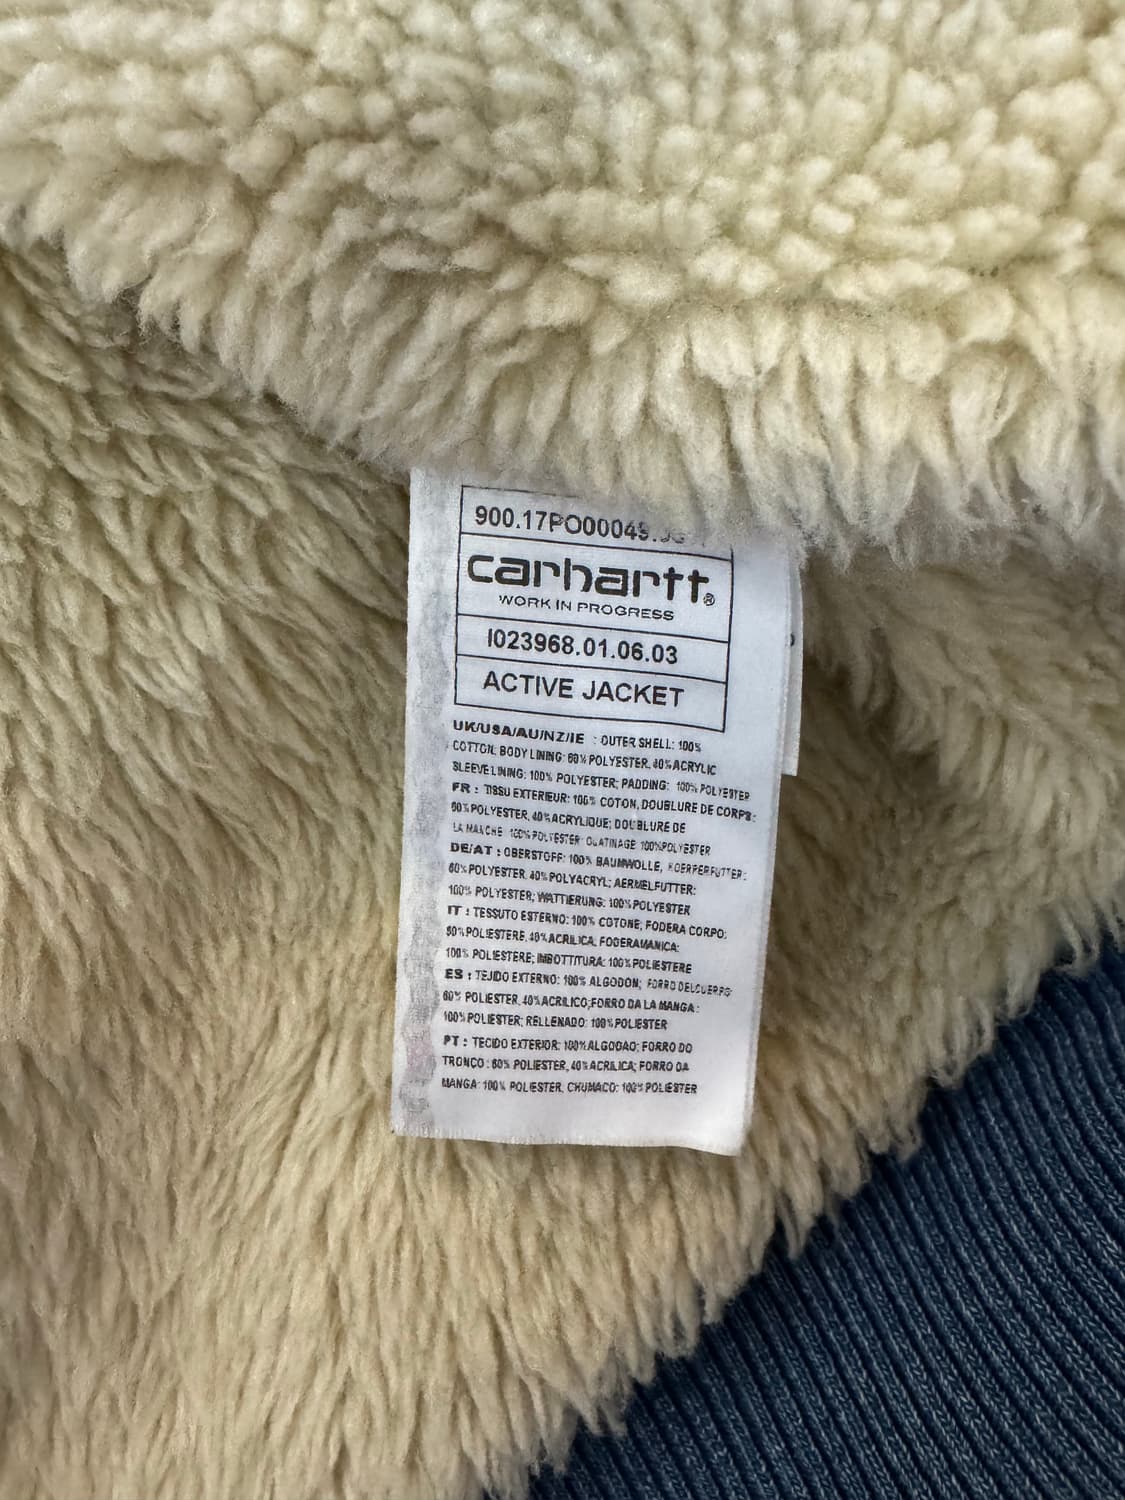 900.17PO00049.
carhartt®
WORK IN PROGRESS
I023968.01.06.03
ACTIVE JACKET
UK/USA/AU/NZ/IE : OUTER SHELL: 100%
COTTON; BODY LINING: 60% POLYESTER, 40% ACRYLIC
SLEEVE LINING: 100% POLYESTER; PADDING: 100% POLYESTER
FR : TISSU EXTERIEUR: 100% COTON, DOUBLURE DE CORPS:
60% POLYESTER, 40% ACRYLIQUE; DOUBLURE DE
LA MANCHE 100% POLYESTER OUATINAGE 100% POLYESTER
DE/AT : OBERSTOFF: 100% BAUMWOLLE, KOERPERFUTTER:
60% POLYESTER, 40% POLYACRYL; AERMELFUTTER:
100% POLYESTER; WATTIERUNG: 100% POLYESTER
IT : TESSUTO ESTERNO: 100% COTONE; FODERA CORPO:
60% POLIESTERE, 40% ACRILICA, FODERAMANICA:
100% POLIESTERE; IMBOTTITURA: 100% POLIESTERE
ES : TEJIDO EXTERNO: 100% ALGODON; FORRO DEL CUERPO
60% POLIESTER, 40% ACRILICO; FORRO DA LA MANGA:
100% POLIESTER; RELLENADO: 100% POLIESTER
PT : TECIDO EXTERIOR: 100% ALGODAO; FORRO DO
TRONCO : 60% POLIESTER, 40% ACRILICA; FORRO DA
MANGA: 100% POLIESTER, CHUMACO: 100% POLIESTER